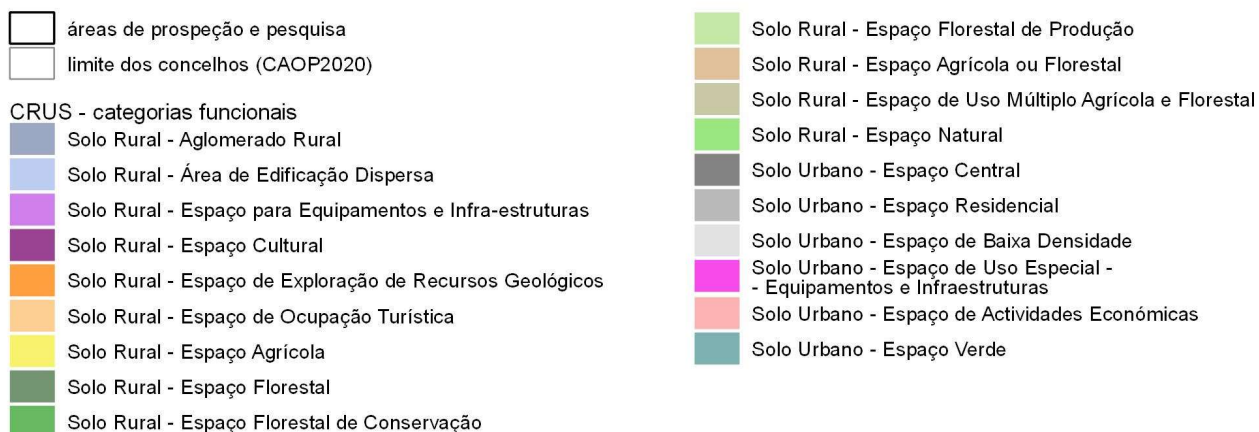 áreas de prospeção e pesquisa
limite dos concelhos (CAOP2020)
CRUS - categorias funcionais
Solo Rural - Aglomerado Rural
Solo Rural - Área de Edificação Dispersa
Solo Rural - Espaço para Equipamentos e Infra-estruturas
Solo Rural - Espaço Cultural
Solo Rural - Espaço de Exploração de Recursos Geológicos
Solo Rural - Espaço de Ocupação Turística
Solo Rural - Espaço Agrícola
Solo Rural - Espaço Florestal
Solo Rural - Espaço Florestal de Conservação
Solo Rural - Espaço Florestal de Produção
Solo Rural - Espaço Agrícola ou Florestal
Solo Rural - Espaço de Uso Múltiplo Agrícola e Florestal
Solo Rural - Espaço Natural
Solo Urbano - Espaço Central
Solo Urbano - Espaço Residencial
Solo Urbano - Espaço de Baixa Densidade
Solo Urbano - Espaço de Uso Especial -
- Equipamentos e Infraestruturas
Solo Urbano - Espaço de Actividades Económicas
Solo Urbano - Espaço Verde